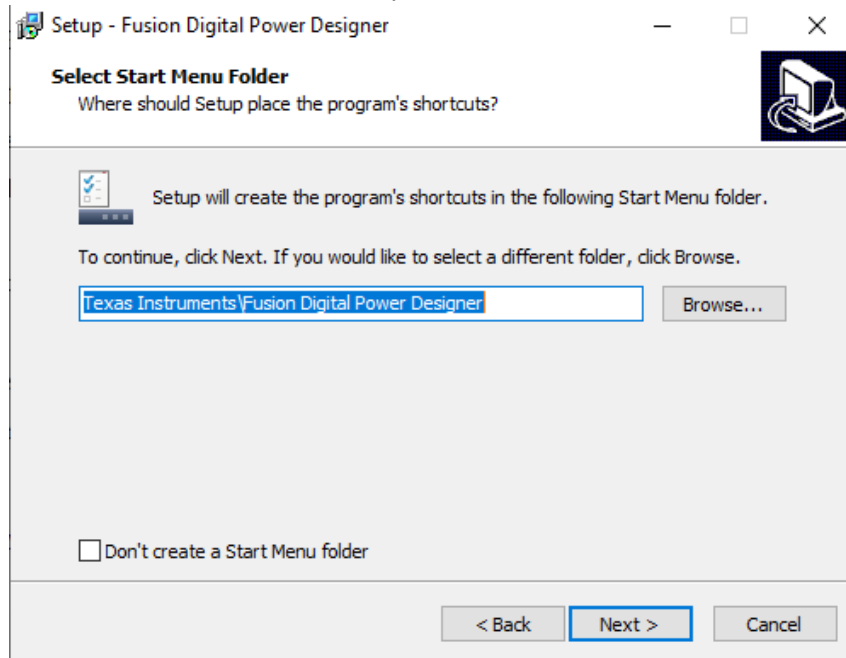 Setup - Fusion Digital Power Designer
Select Start Menu Folder
Where should Setup place the program's shortcuts?
Setup will create the program's shortcuts in the following Start Menu folder.
To continue, click Next. If you would like to select a different folder, click Browse.
Texas Instruments\Fusion Digital Power Designer
Browse...
Don't create a Start Menu folder
< Back
Next >
Cancel